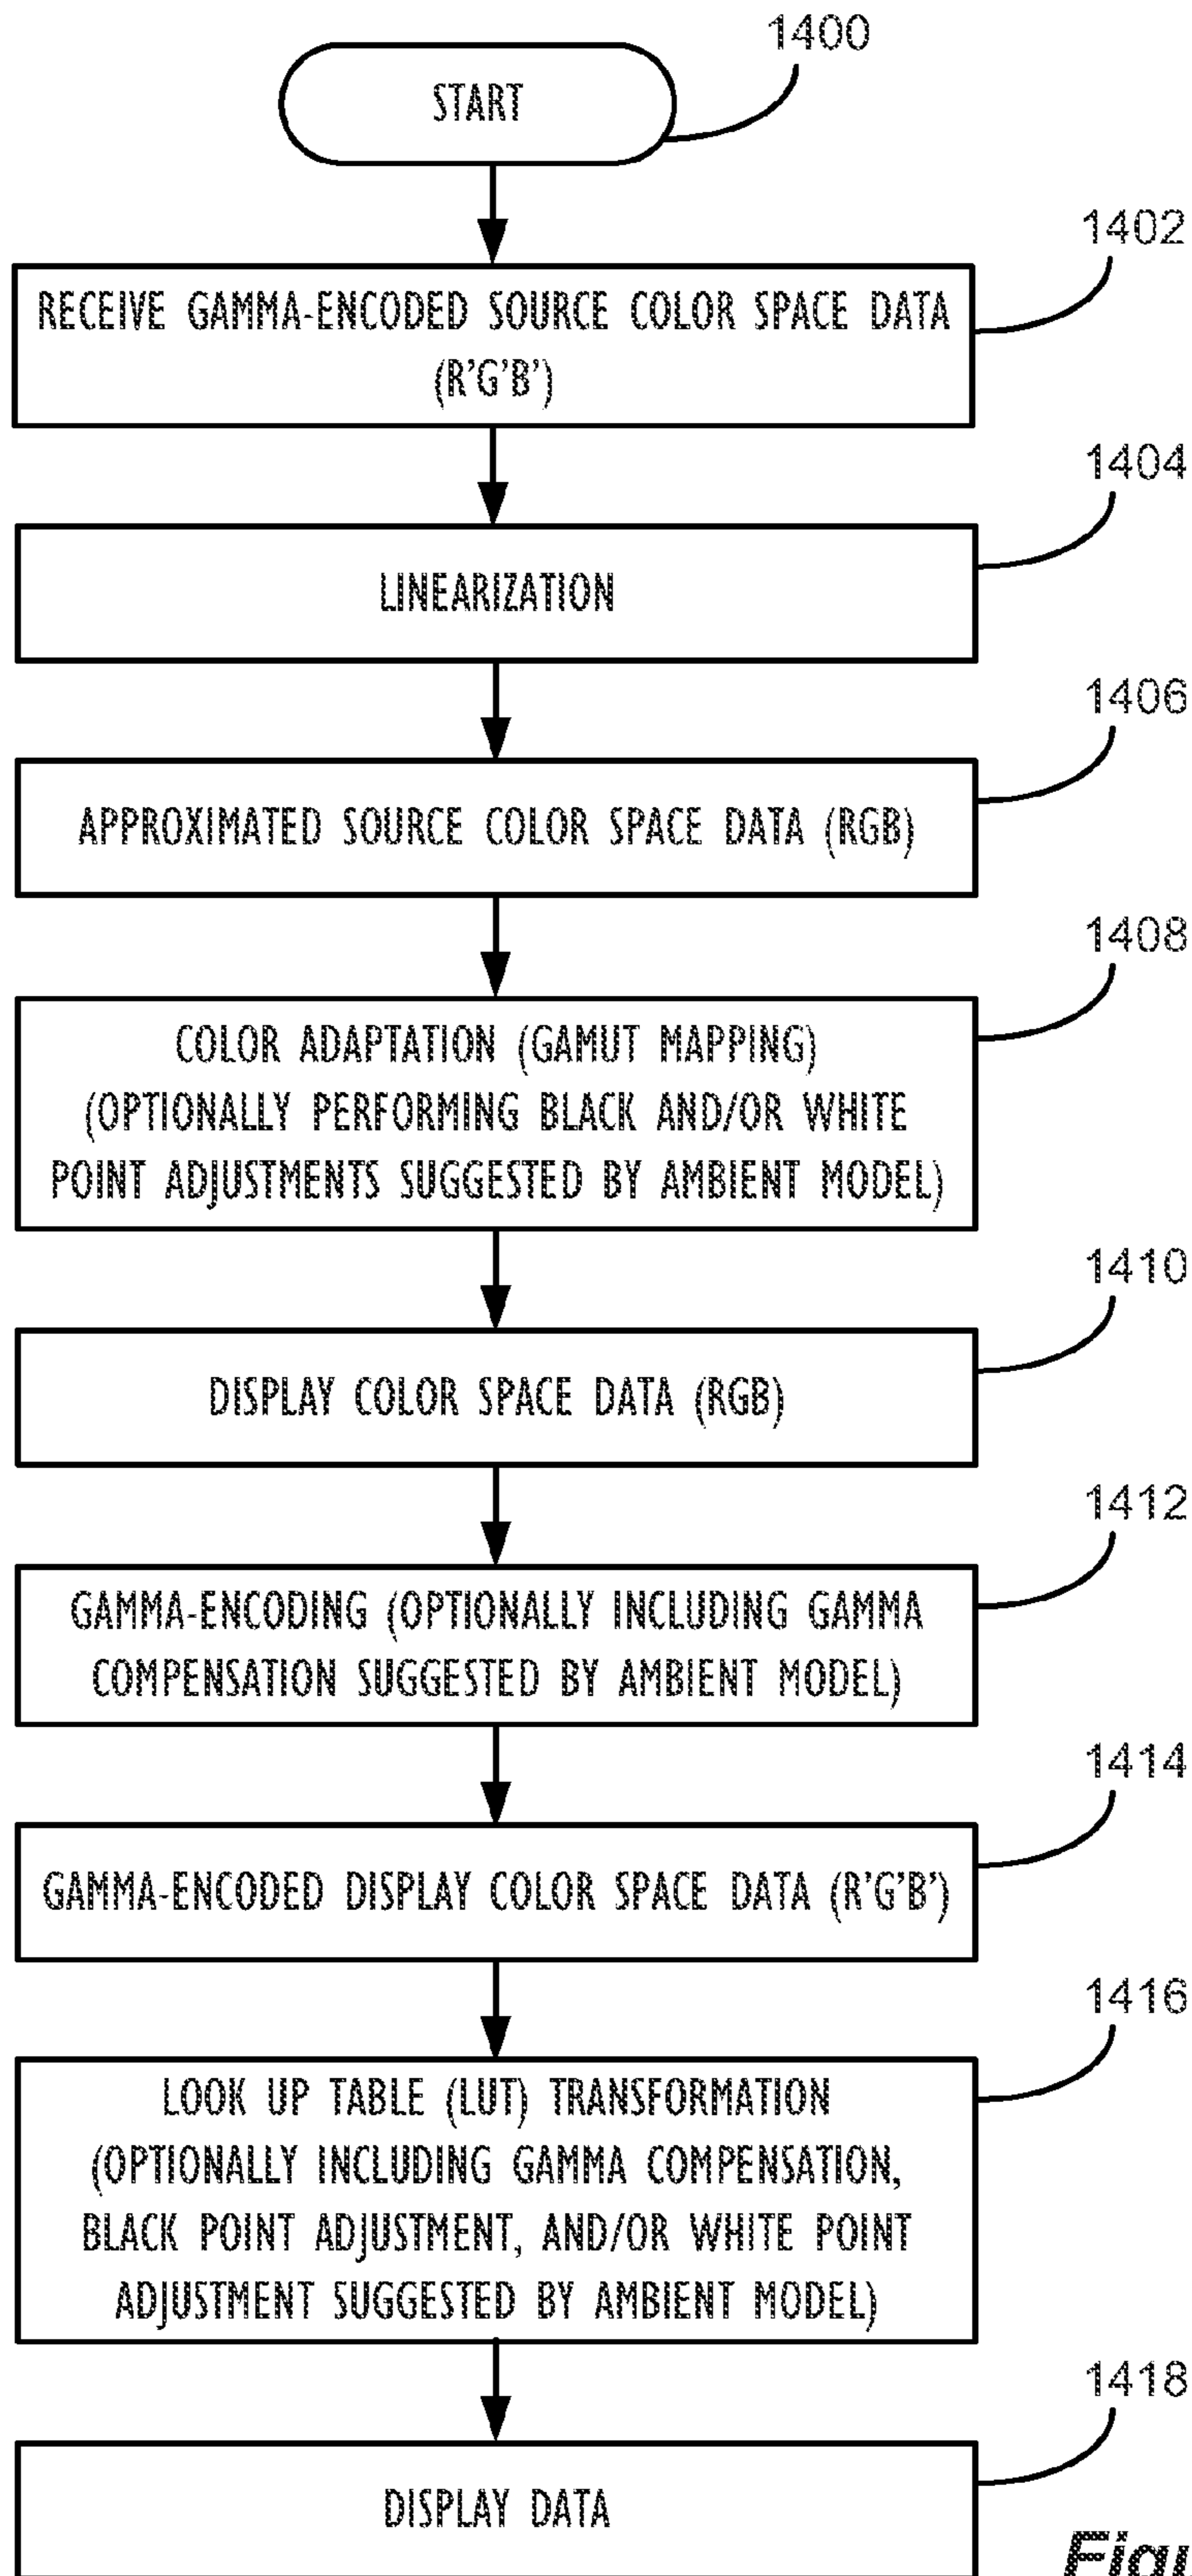 1400
START
1402
RECEIVE GAMMA-ENCODED SOURCE COLOR SPACE DATA
(R'G'B')
1404
LINEARIZATION
1406
APPROXIMATED SOURCE COLOR SPACE DATA (RGB)
1408
COLOR ADAPTATION (GAMUT MAPPING)
(OPTIONALLY PERFORMING BLACK AND/OR WHITE
POINT ADJUSTMENTS SUGGESTED BY AMBIENT MODEL)
1410
DISPLAY COLOR SPACE DATA (RGB)
1412
GAMMA-ENCODING (OPTIONALLY INCLUDING GAMMA
COMPENSATION SUGGESTED BY AMBIENT MODEL)
1414
GAMMA-ENCODED DISPLAY COLOR SPACE DATA (R'G'B')
1416
LOOK UP TABLE (LUT) TRANSFORMATION
(OPTIONALLY INCLUDING GAMMA COMPENSATION,
BLACK POINT ADJUSTMENT, AND/OR WHITE POINT
ADJUSTMENT SUGGESTED BY AMBIENT MODEL)
1418
DISPLAY DATA